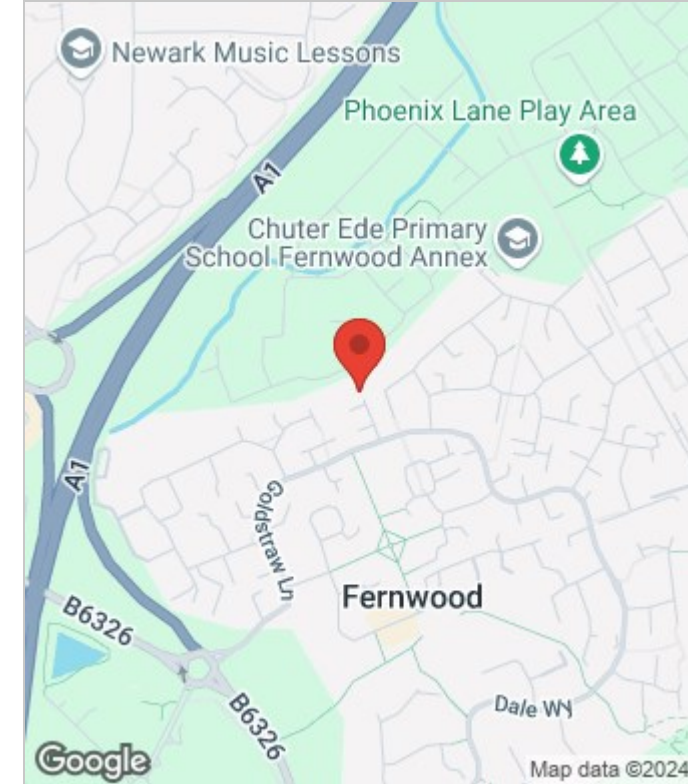 Newark Music Lessons
Phoenix Lane Play Area
A1
Chuter Ede Primary
School Fernwood Annex
A1
Goldstraw Ln
Fernwood
B6326
B6326
Dale Wy
Google
Map data ©2024